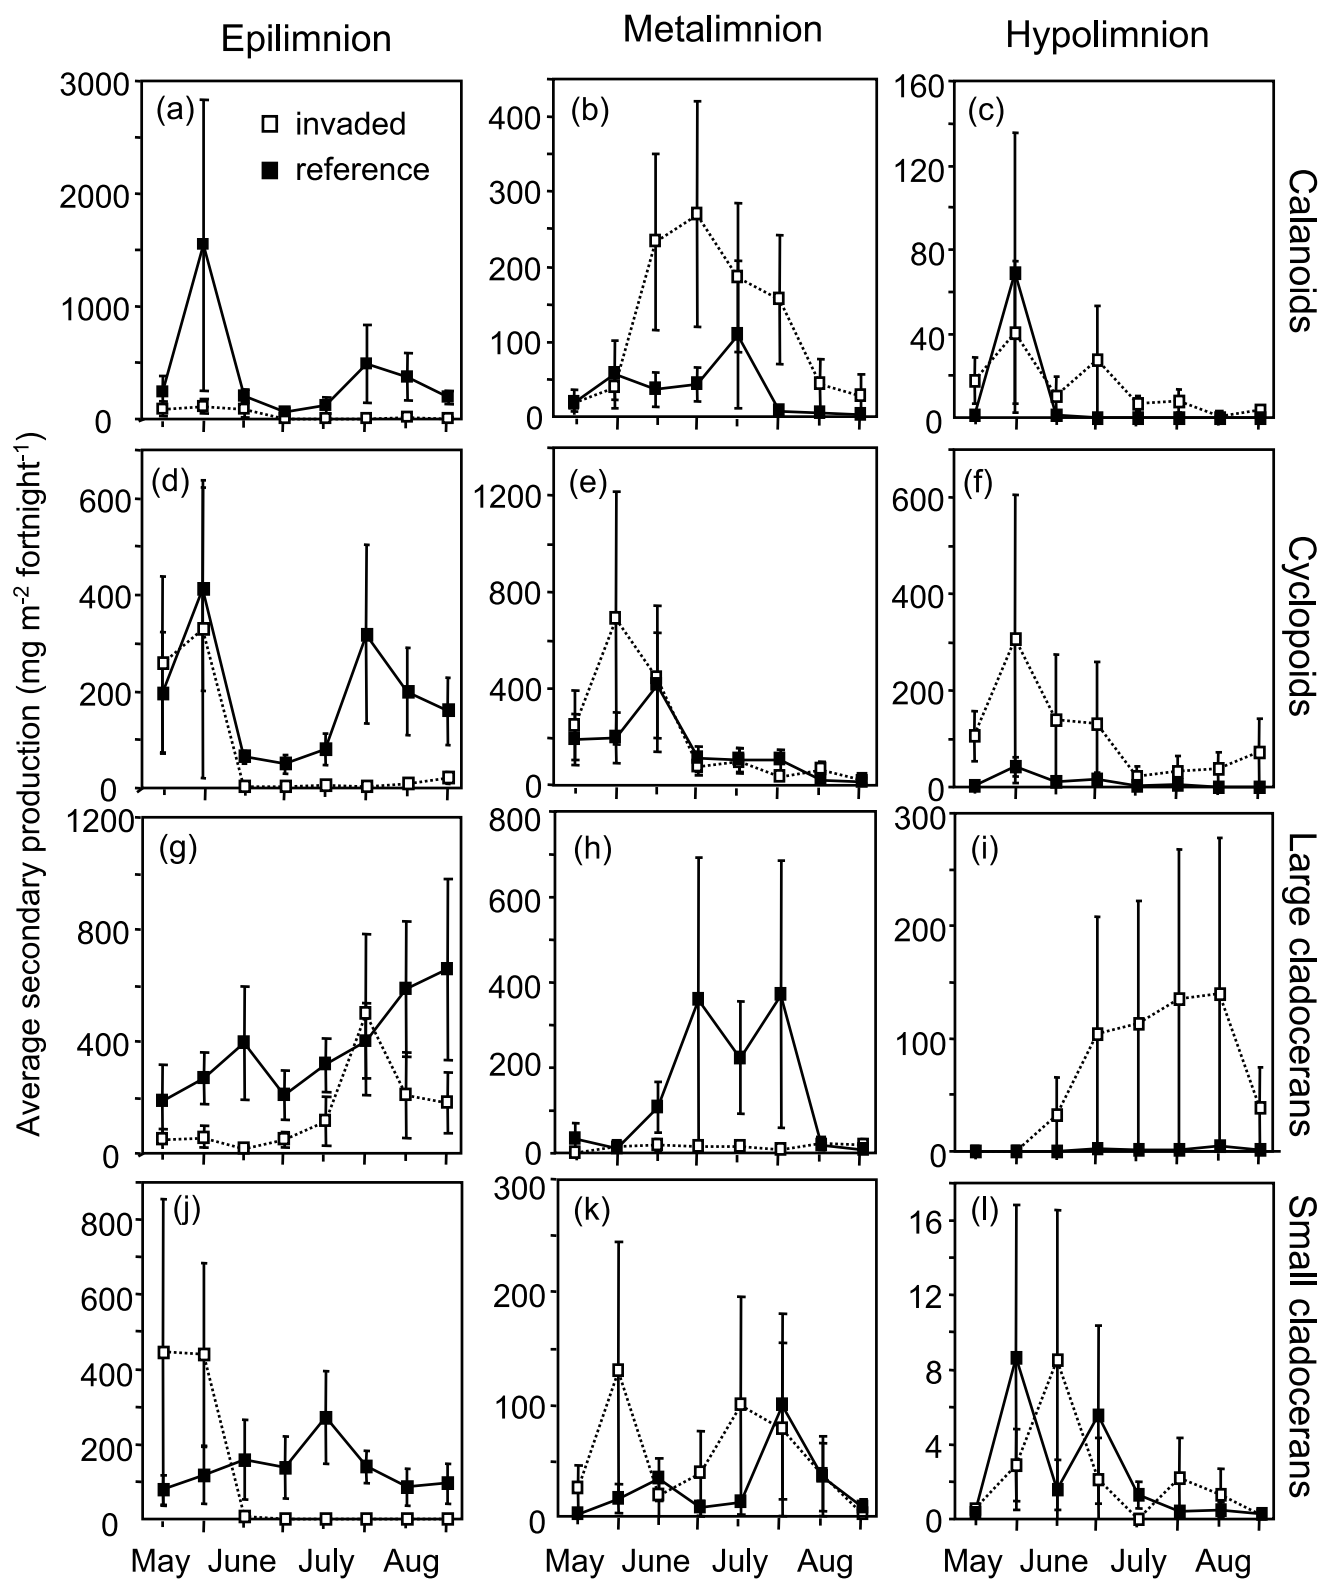 Epilimnion
Metalimnion
Hypolimnion
Average secondary production (mg m⁻² fortnight⁻¹)
(a)
invaded
reference
3000
2000
1000
0
(b)
400
300
200
100
0
(c)
160
120
80
40
0
Calanoids
(d)
600
400
200
0
(e)
1200
800
400
0
(f)
600
400
200
0
Cyclopoids
(g)
1200
800
400
0
(h)
800
600
400
200
0
(i)
300
200
100
0
Large cladocerans
(j)
800
600
400
200
0
(k)
300
200
100
0
(l)
16
12
8
4
0
Small cladocerans
May June July Aug
May June July Aug
May June July Aug